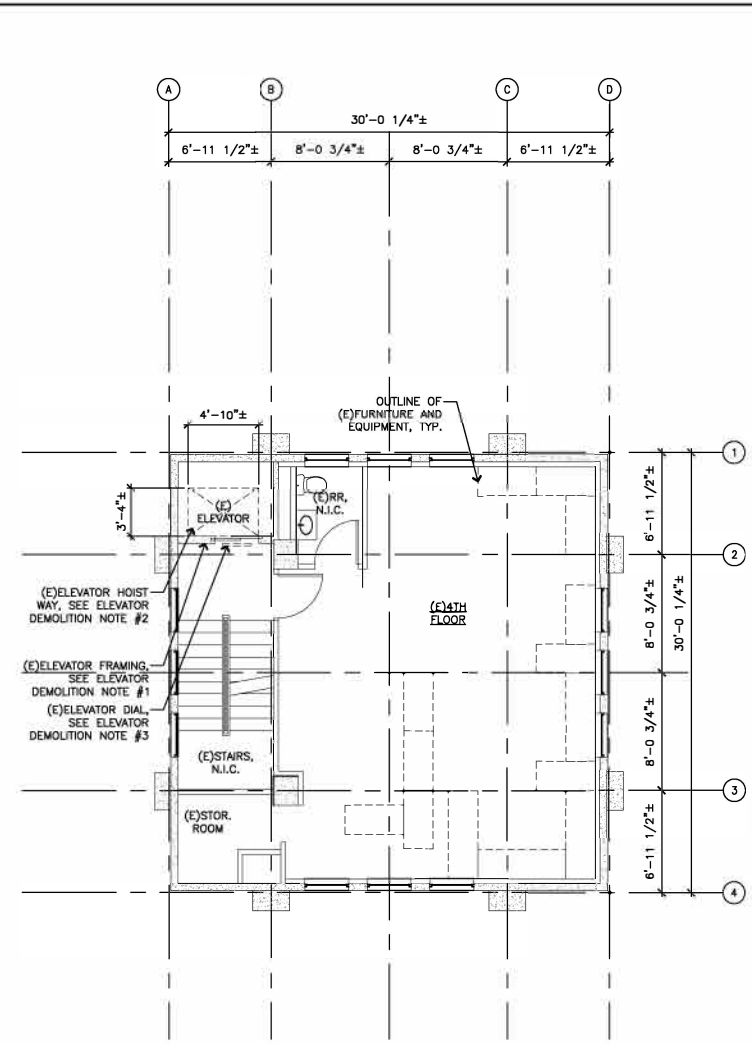 A
B
C
D
30'-0 1/4"±
6'-11 1/2"±
8'-0 3/4"±
8'-0 3/4"±
6'-11 1/2"±
OUTLINE OF
(E)FURNITURE AND
EQUIPMENT, TYP.
4'-10"±
1
3'-4"±
(E)
ELEVATOR
(E)RR,
N.I.C.
6'-11 1/2"±
2
(E)ELEVATOR HOIST
WAY, SEE ELEVATOR
DEMOLITION NOTE #2
(E)4TH
FLOOR
8'-0 3/4"±
30'-0 1/4"±
(E)ELEVATOR FRAMING,
SEE ELEVATOR
DEMOLITION NOTE #1
(E)ELEVATOR DIAL,
SEE ELEVATOR
DEMOLITION NOTE #3
(E)STAIRS,
N.I.C.
8'-0 3/4"±
3
(E)STOR.
ROOM
6'-11 1/2"±
4